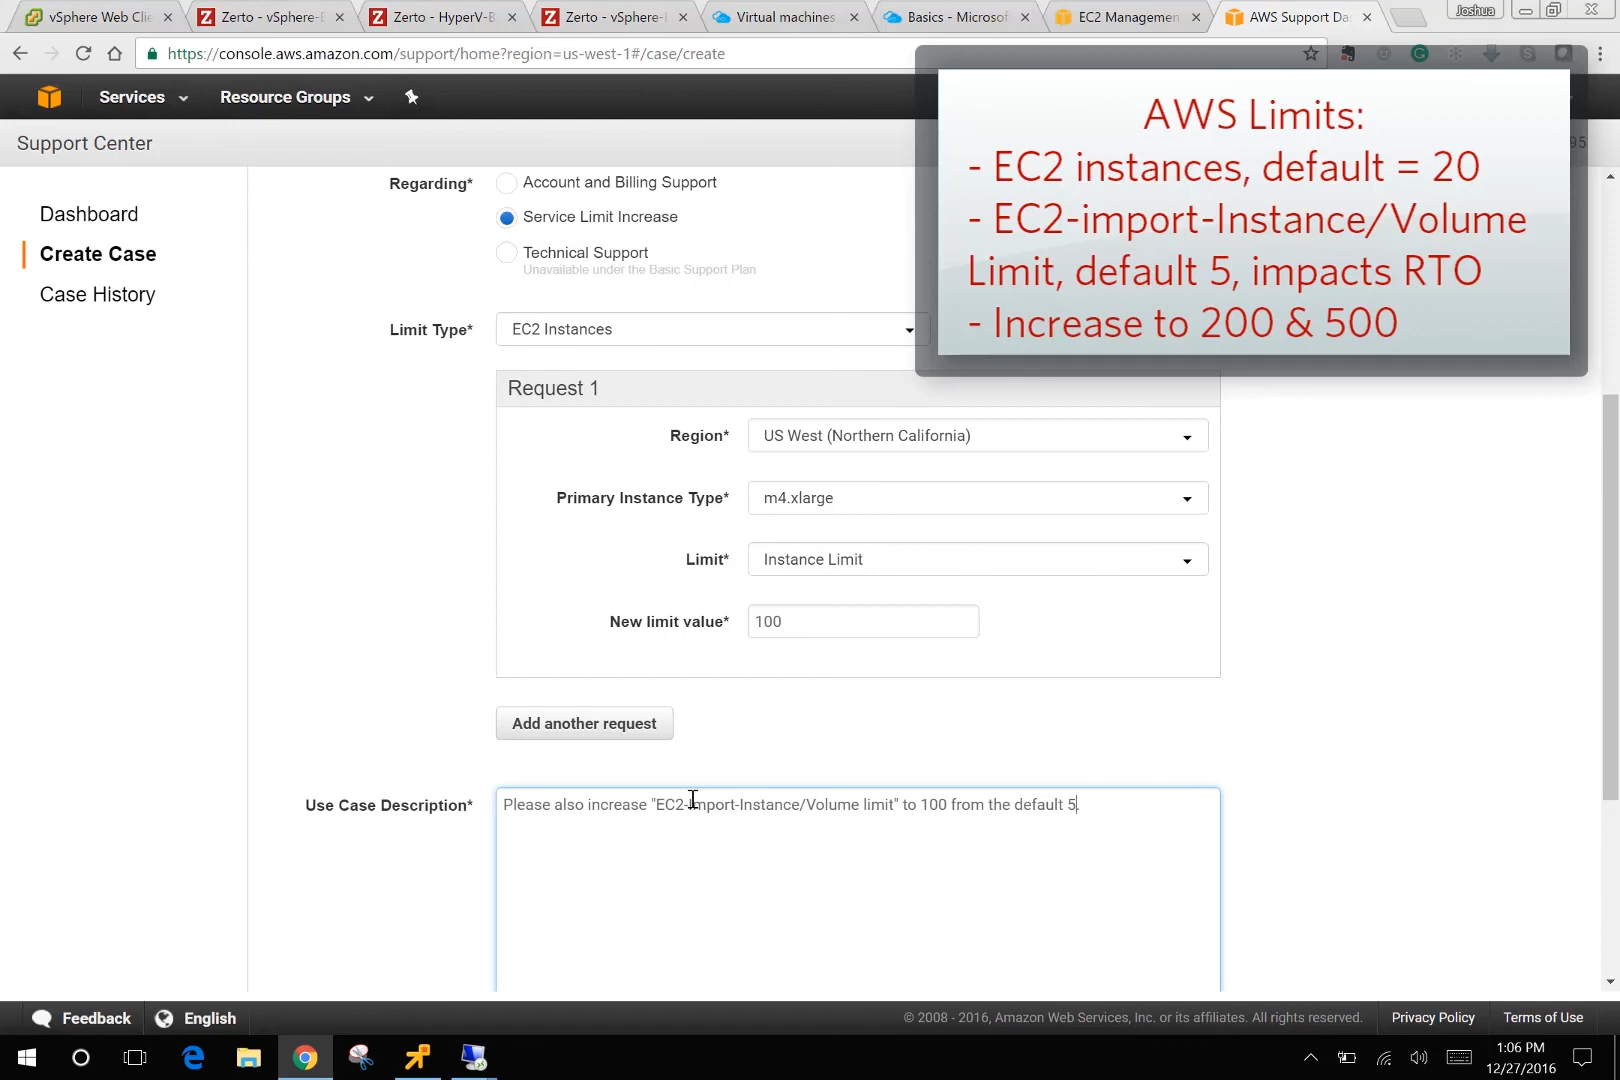 vSphere Web Clie
Zerto - vSphere-E
Zerto - HyperV-B
Zerto - vSphere-
Virtual machines
Basics - Microsof
EC2 Managemen
AWS Support Da
Joshua
https://console.aws.amazon.com/support/home?region=us-west-1#/case/create
Services
Resource Groups
Support Center
95
AWS Limits:
- EC2 instances, default = 20
- EC2-import-Instance/Volume
Limit, default 5, impacts RTO
- Increase to 200 & 500
Dashboard
Create Case
Case History
Regarding*
Account and Billing Support
Service Limit Increase
Technical Support
Unavailable under the Basic Support Plan
Limit Type*
EC2 Instances
Request 1
Region*
US West (Northern California)
Primary Instance Type*
m4.xlarge
Limit*
Instance Limit
New limit value*
100
Add another request
Use Case Description*
Please also increase "EC2-Import-Instance/Volume limit" to 100 from the default 5.
Feedback
English
© 2008 - 2016, Amazon Web Services, Inc. or its affiliates. All rights reserved.
Privacy Policy
Terms of Use
1:06 PM
12/27/2016